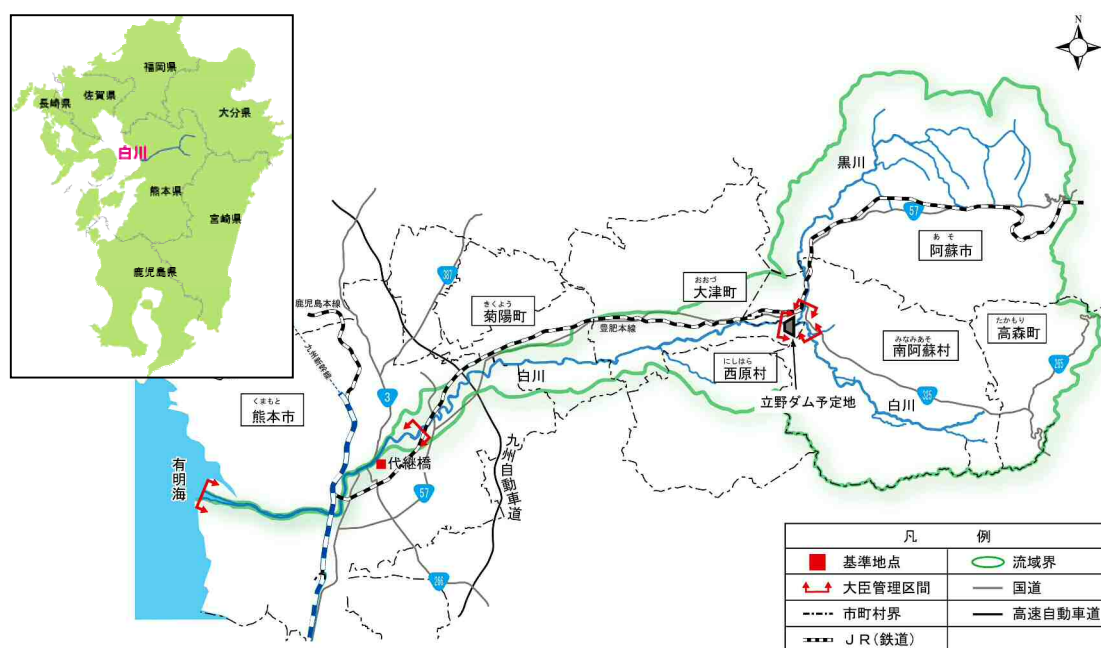 福岡県
佐賀県
長崎県
大分県
白川
熊本県
宮崎県
鹿児島県
N
黒川
57
あそ
阿蘇市
おおづ
大津町
387
きくよう
菊陽町
鹿児島本線
豊肥本線
たかもり
高森町
みなみあそ
南阿蘇村
にしはら
西原村
265
九州新幹線
白川
3
立野ダム予定地
白川
くまもと
熊本市
代継橋
九州自動車道
有明海
57
266
凡例
基準地点
流域界
大臣管理区間
国道
市町村界
高速自動車道
JR(鉄道)